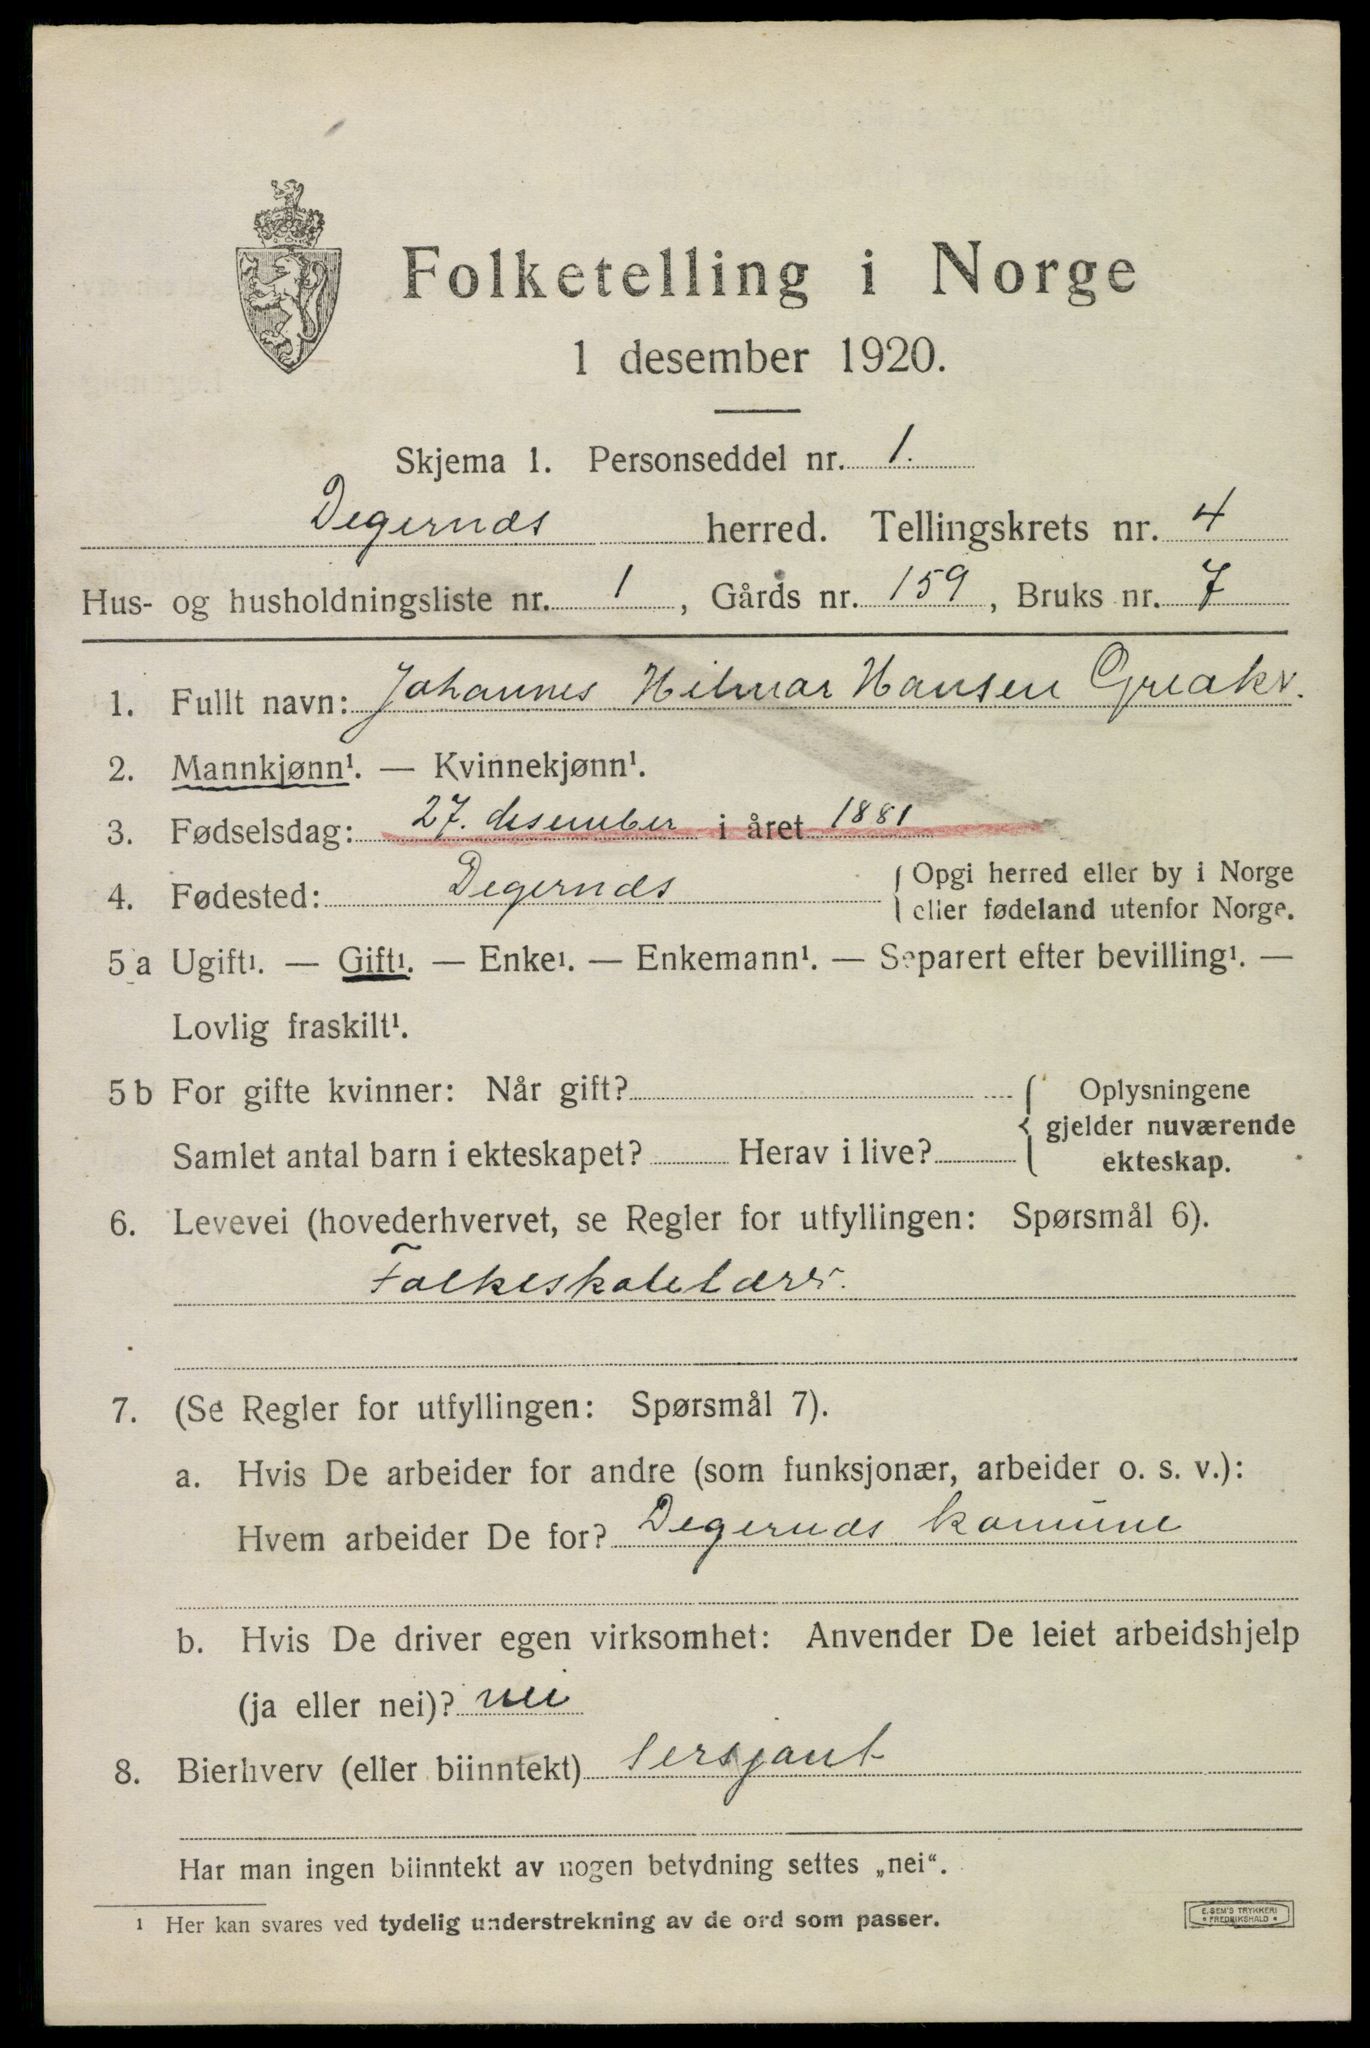 Folketelling i Norge
1 desember 1920.
Skjema 1. Personseddel nr. 1.
Degernes herred. Tellingskrets nr. 4
Hus- og husholdningsliste nr. 1, Gårds nr. 159, Bruks nr. 7
1. Fullt navn: Johannes Hilmar Hansen Greakr.
2. Mannkjønn¹. — Kvinnekjønn¹.
3. Fødselsdag: 27. desember i året 1881
4. Fødested: Degernes { Opgi herred eller by i Norge
eller fødeland utenfor Norge.
5 a Ugift¹. — Gift¹. — Enke¹. — Enkemann¹. — Separert efter bevilling¹. —
Lovlig fraskilt¹.
5 b For gifte kvinner: Når gift? { Oplysningene
gjelder nuværende
Samlet antal barn i ekteskapet? Herav i live? ekteskap.
6. Levevei (hovederhvervet, se Regler for utfyllingen: Spørsmål 6).
Folkeskolelærer.
7. (Se Regler for utfyllingen: Spørsmål 7).
a. Hvis De arbeider for andre (som funksjonær, arbeider o. s. v.):
Hvem arbeider De for? Degernes komune
b. Hvis De driver egen virksomhet: Anvender De leiet arbeidshjelp
(ja eller nei)? nei
8. Bierhverv (eller biinntekt) sersjant
Har man ingen biinntekt av nogen betydning settes „nei“.
¹ Her kan svares ved tydelig understrekning av de ord som passer.
E. SEM'S TRYKKERI
• FREDRIKSHALD •